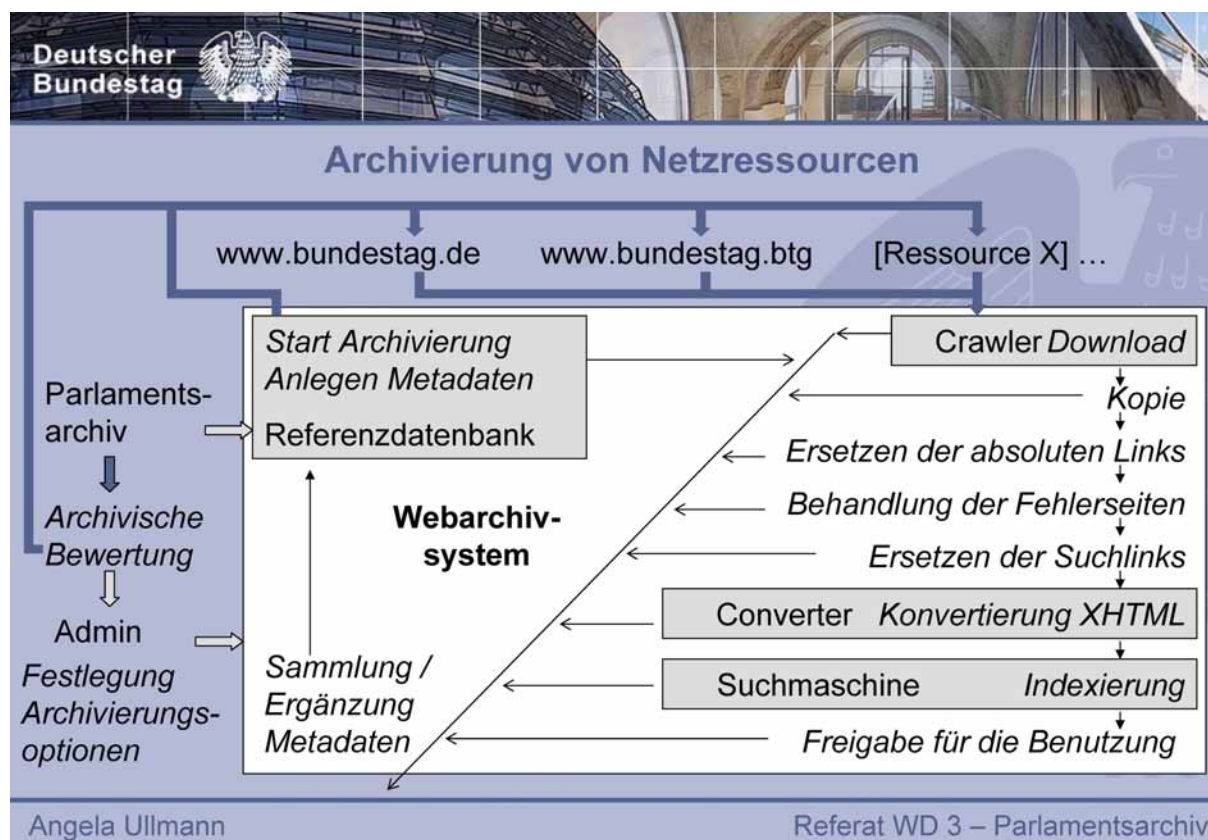 Deutscher
Bundestag
Archivierung von Netzressourcen
www.bundestag.de
www.bundestag.btg
[Ressource X] ...
Parlaments-
archiv
Archivische
Bewertung
Admin
Festlegung
Archivierungs-
optionen
Start Archivierung
Anlegen Metadaten
Referenzdatenbank
Webarchiv-
system
Sammlung /
Ergänzung
Metadaten
Crawler Download
Kopie
Ersetzen der absoluten Links
Behandlung der Fehlerseiten
Ersetzen der Suchlinks
Converter Konvertierung XHTML
Suchmaschine Indexierung
Freigabe für die Benutzung
Angela Ullmann
Referat WD 3 – Parlamentsarchiv